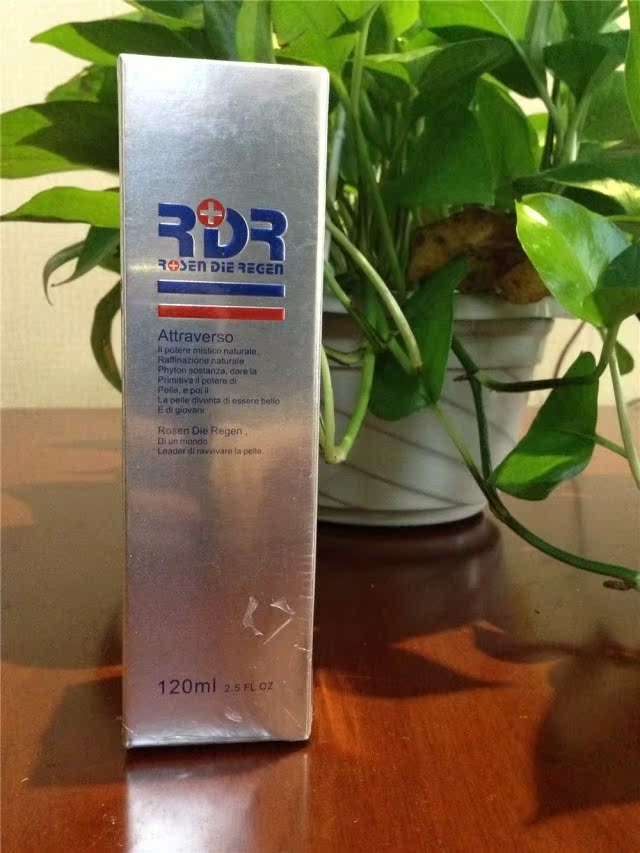 RDR
ROSEN DIE REGEN
Attraverso
Il potere mistico naturale,
Raffinazione naturale
Phyton sostanza, dare la
Primitiva il potere di
Pelle, e poi il
La pelle diventa di essere bello
E di giovani
Rosen Die Regen ,
Di un mondo
Leader di ravvivare la pelle.
120ml 2.5 FL OZ